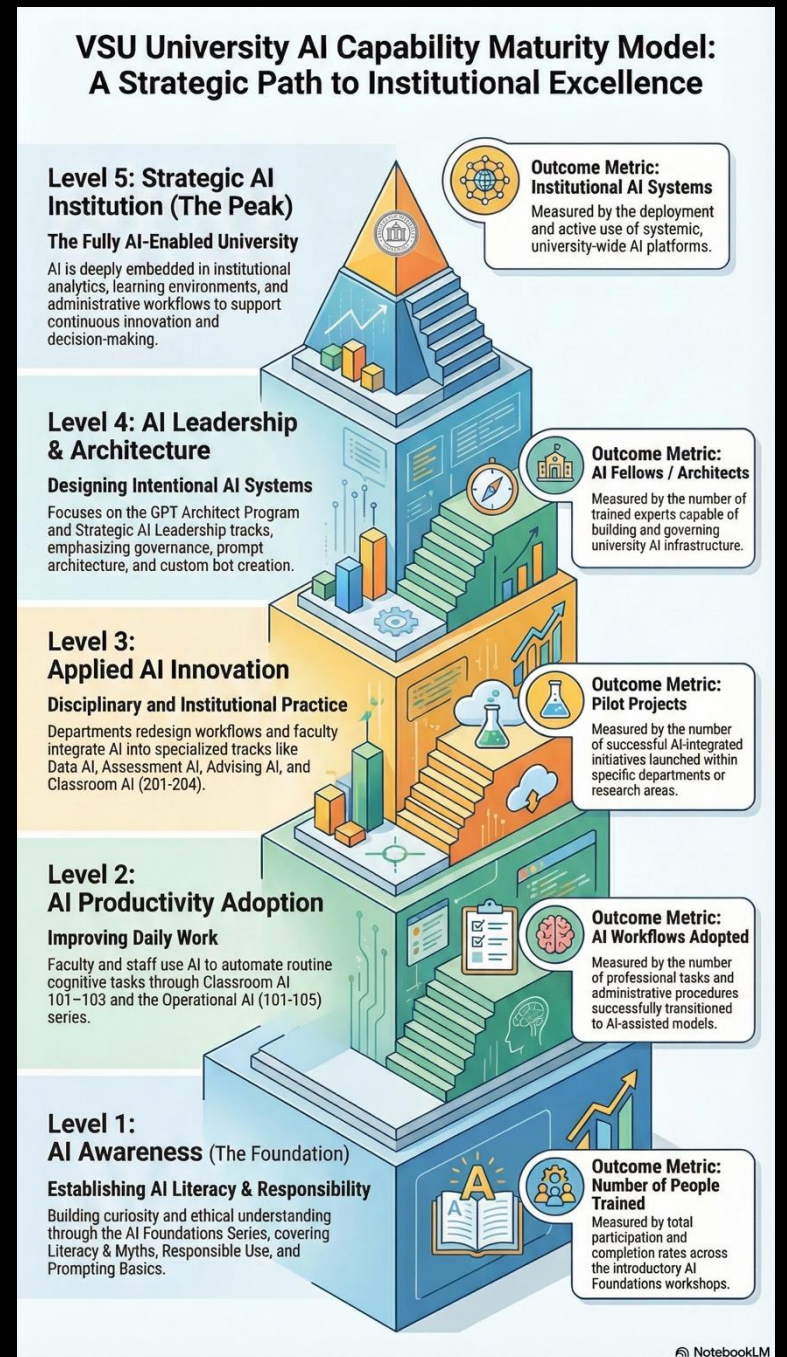 VSU University AI Capability Maturity Model:
A Strategic Path to Institutional Excellence
Level 5: Strategic AI
Institution (The Peak)
The Fully AI-Enabled University
AI is deeply embedded in institutional
analytics, learning environments, and
administrative workflows to support
continuous innovation and
decision-making.
Outcome Metric:
Institutional AI Systems
Measured by the deployment
and active use of systemic,
university-wide AI platforms.
Level 4: AI Leadership
& Architecture
Designing Intentional AI Systems
Focuses on the GPT Architect Program
and Strategic AI Leadership tracks,
emphasizing governance, prompt
architecture, and custom bot creation.
Outcome Metric:
AI Fellows / Architects
Measured by the number of
trained experts capable of
building and governing
university AI infrastructure.
Level 3:
Applied AI Innovation
Disciplinary and Institutional Practice
Departments redesign workflows and faculty
integrate AI into specialized tracks like
Data AI, Assessment AI, Advising AI, and
Classroom AI (201-204).
Outcome Metric:
Pilot Projects
Measured by the number
of successful AI-integrated
initiatives launched within
specific departments or
research areas.
Level 2:
AI Productivity Adoption
Improving Daily Work
Faculty and staff use AI to automate routine
cognitive tasks through Classroom AI
101–103 and the Operational AI (101-105)
series.
Outcome Metric:
AI Workflows Adopted
Measured by the number
of professional tasks and
administrative procedures
successfully transitioned
to AI-assisted models.
Level 1:
AI Awareness (The Foundation)
Establishing AI Literacy & Responsibility
Building curiosity and ethical understanding
through the AI Foundations Series, covering
Literacy & Myths, Responsible Use, and
Prompting Basics.
A
A
Outcome Metric:
Number of People
Trained
Measured by total
participation and
completion rates across
the introductory AI
Foundations workshops.
NotebookLM